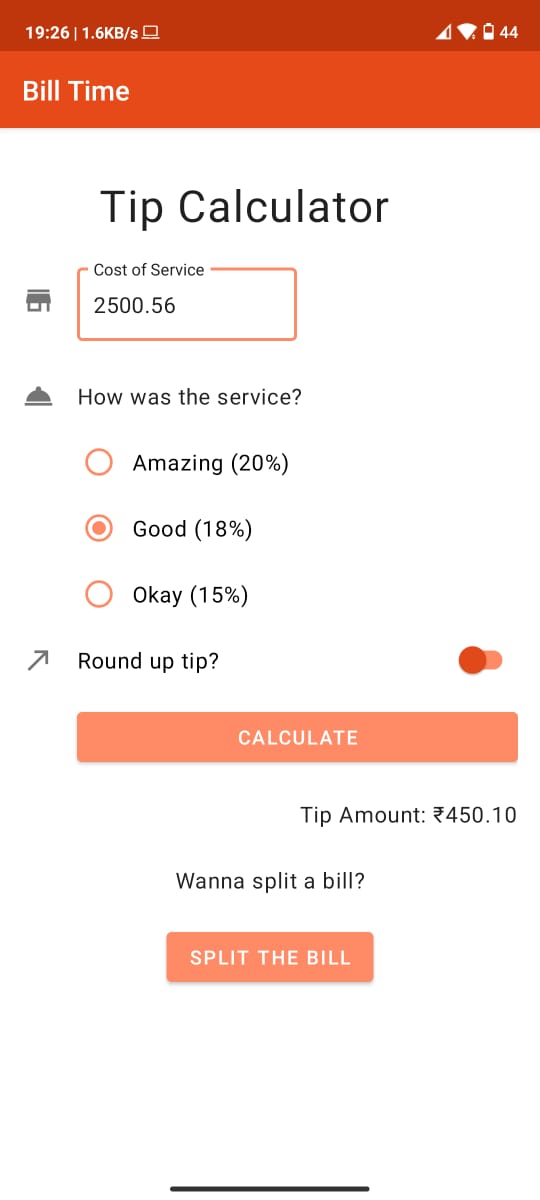 19:26 | 1.6KB/s 44
Bill Time
Tip Calculator
Cost of Service
2500.56
How was the service?
Amazing (20%)
Good (18%)
Okay (15%)
Round up tip?
CALCULATE
Tip Amount: ₹450.10
Wanna split a bill?
SPLIT THE BILL